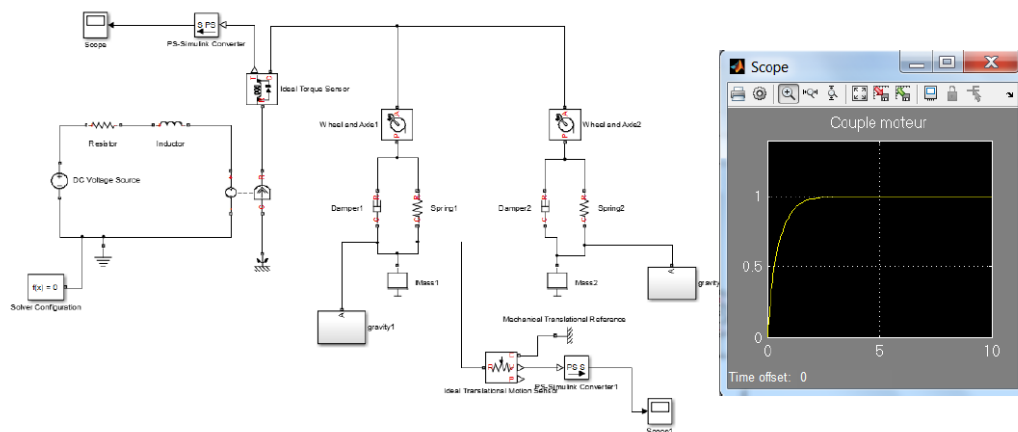 Scope
S PS
PS-Simulink Converter
Ideal Torque Sensor
Resistor
Inductor
DC Voltage Source
f(x) = 0
Solver Configuration
Wheel and Axle1
Wheel and Axle2
A
P
A
P
Damper1
Spring1
Damper2
Spring2
R
R
C
C
R
R
C
C
Mass1
Mass2
A
gravity1
A
gravity
Mechanical Translational Reference
R
C
V
P
Ideal Translational Motion Sensor
PS S
PS-Simulink Converter1
Scope1
Scope
Couple moteur
1
0.5
0
0
5
10
Time offset: 0